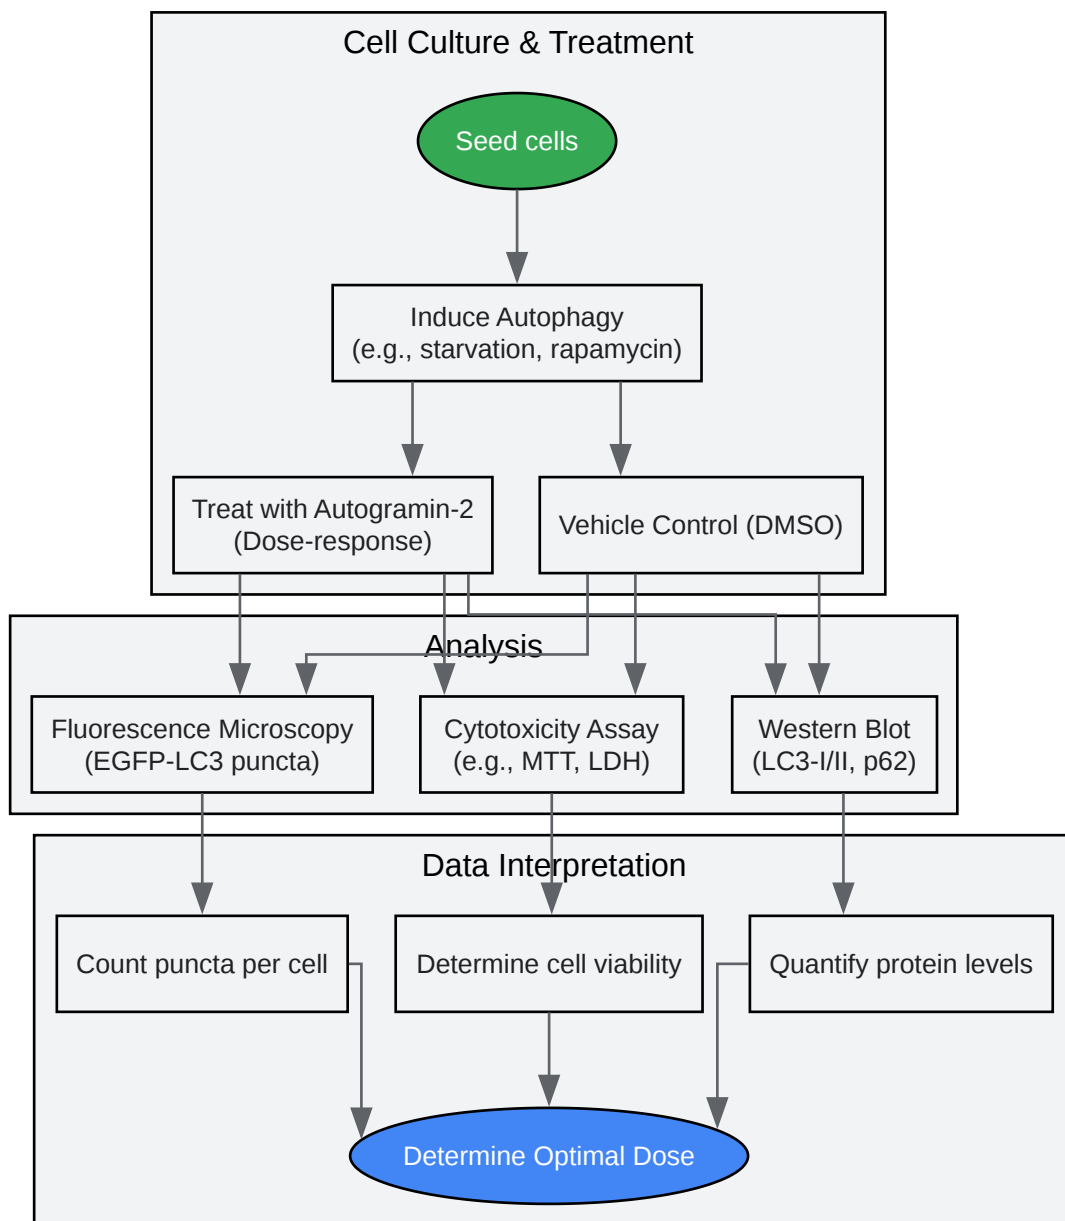 Cell Culture & Treatment
Seed cells
Induce Autophagy
(e.g., starvation, rapamycin)
Treat with Autogramin-2
(Dose-response)
Vehicle Control (DMSO)
Analysis
Fluorescence Microscopy
(EGFP-LC3 puncta)
Cytotoxicity Assay
(e.g., MTT, LDH)
Western Blot
(LC3-I/II, p62)
Data Interpretation
Count puncta per cell
Determine cell viability
Quantify protein levels
Determine Optimal Dose